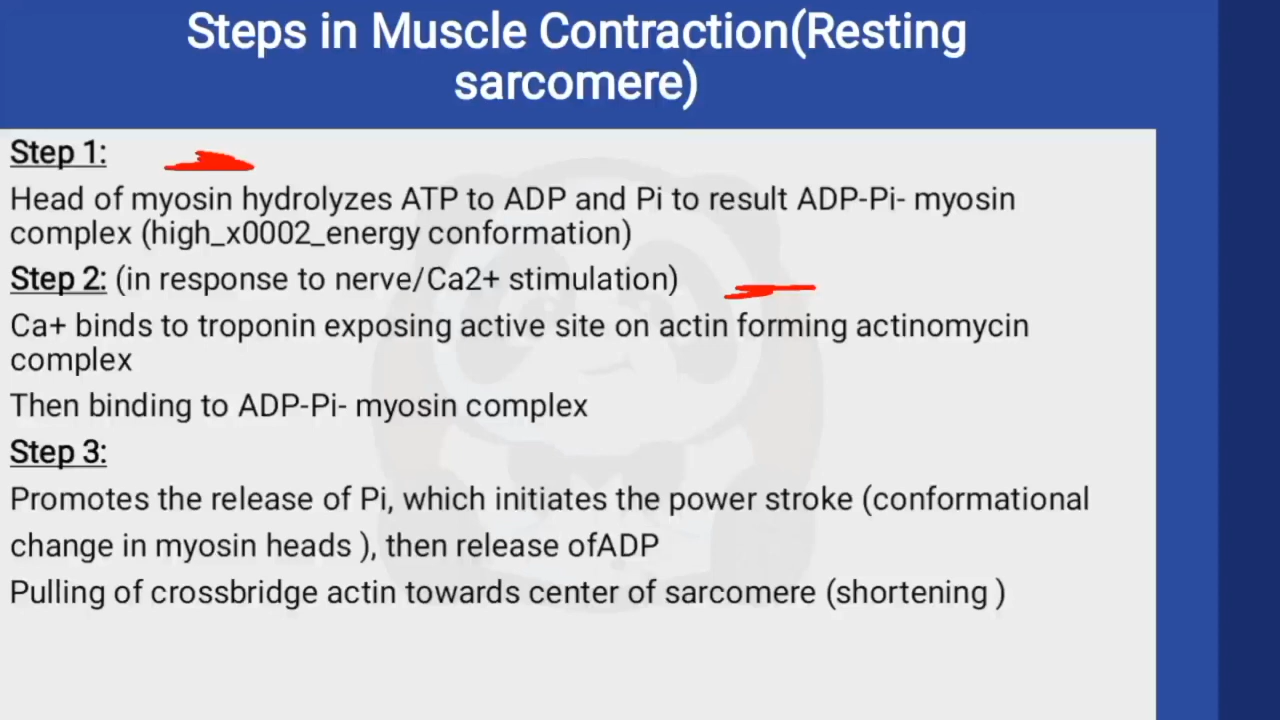 Steps in Muscle Contraction(Resting
sarcomere)
Step 1:
Head of myosin hydrolyzes ATP to ADP and Pi to result ADP-Pi- myosin
complex (high_x0002_energy conformation)
Step 2: (in response to nerve/Ca2+ stimulation)
Ca+ binds to troponin exposing active site on actin forming actinomycin
complex
Then binding to ADP-Pi- myosin complex
Step 3:
Promotes the release of Pi, which initiates the power stroke (conformational
change in myosin heads ), then release ofADP
Pulling of crossbridge actin towards center of sarcomere (shortening )